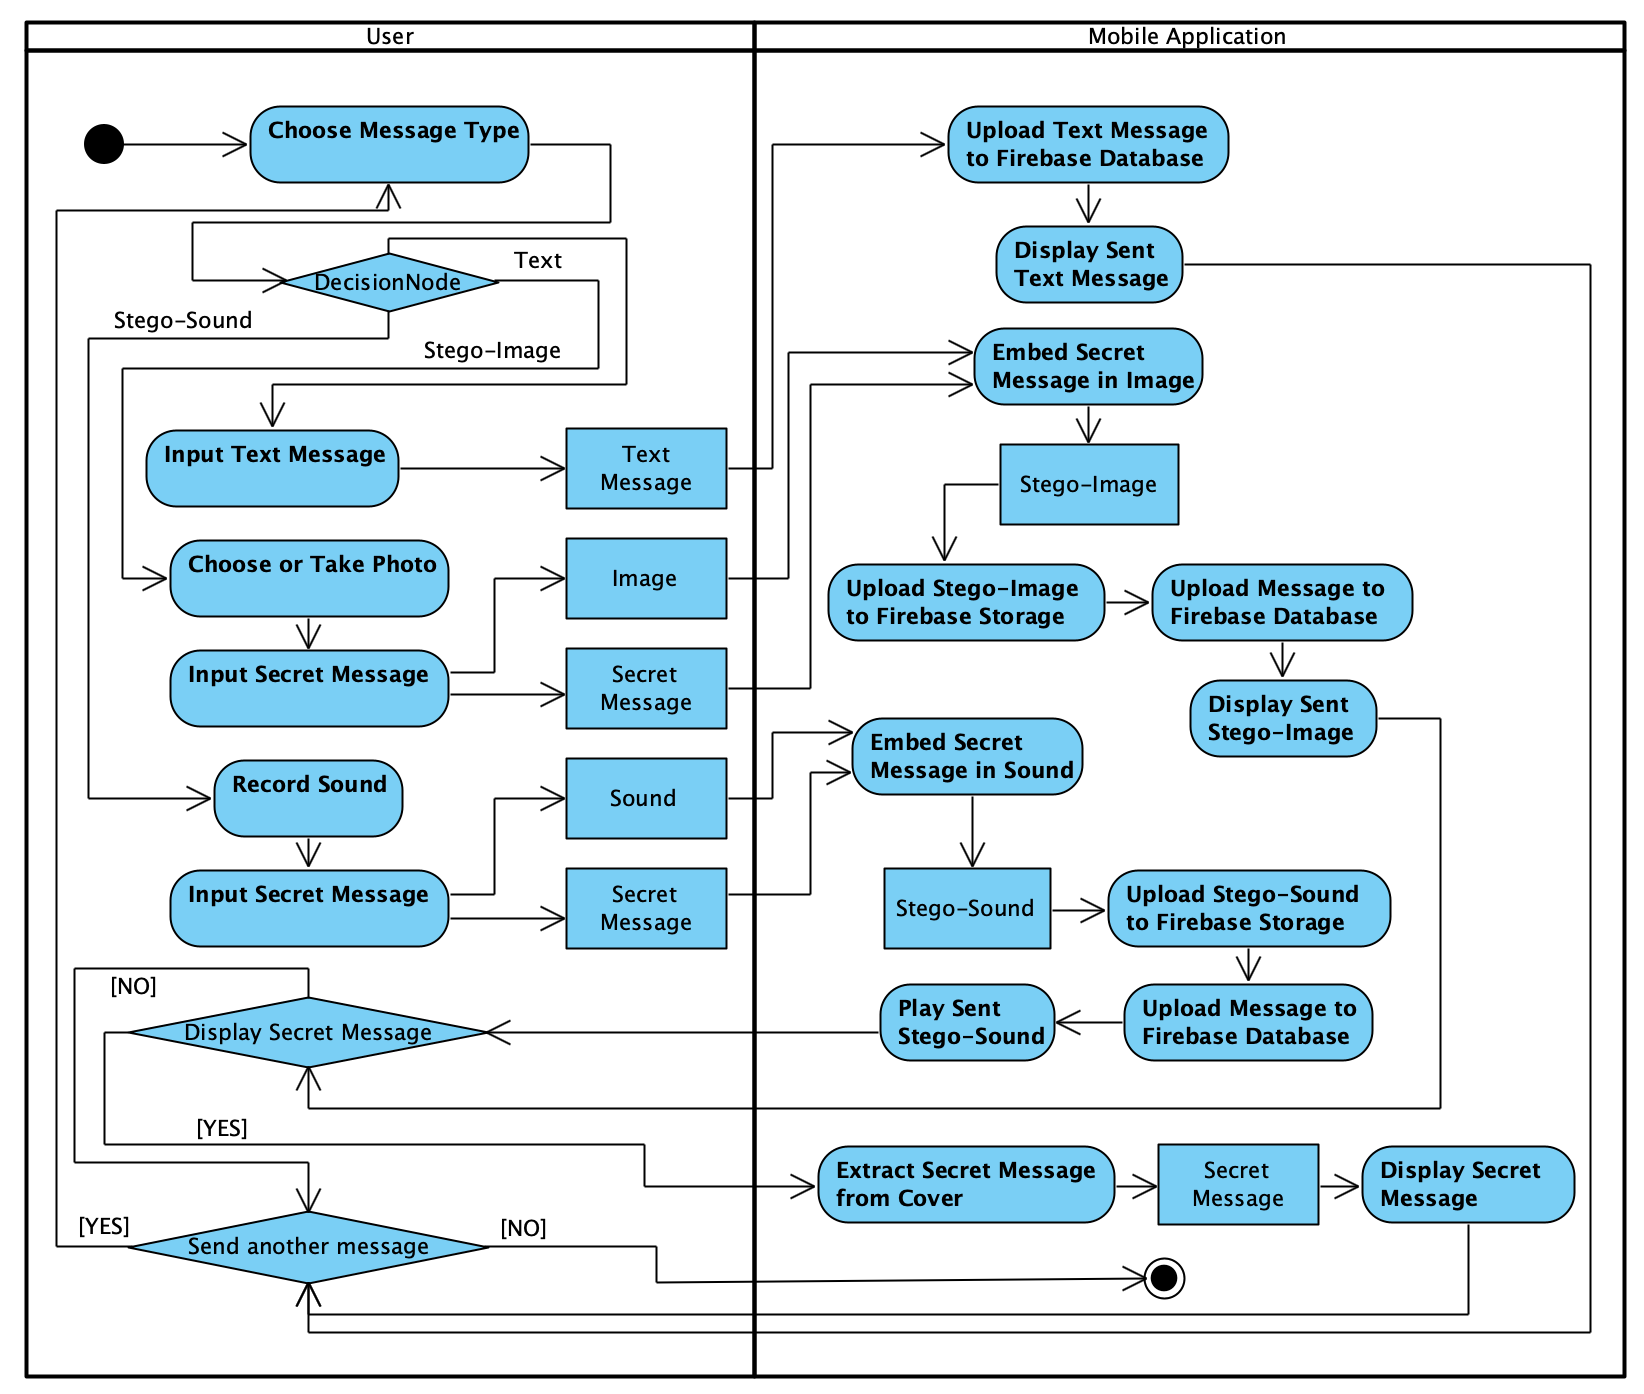 User
Mobile Application
Choose Message Type
DecisionNode
Text
Stego-Sound
Stego-Image
Input Text Message
Text
Message
Choose or Take Photo
Image
Input Secret Message
Secret
Message
Record Sound
Sound
Input Secret Message
Secret
Message
[NO]
Display Secret Message
[YES]
[YES]
Send another message
[NO]
Upload Text Message
to Firebase Database
Display Sent
Text Message
Embed Secret
Message in Image
Stego-Image
Upload Stego-Image
to Firebase Storage
Upload Message to
Firebase Database
Display Sent
Stego-Image
Embed Secret
Message in Sound
Stego-Sound
Upload Stego-Sound
to Firebase Storage
Upload Message to
Firebase Database
Play Sent
Stego-Sound
Extract Secret Message
from Cover
Secret
Message
Display Secret
Message